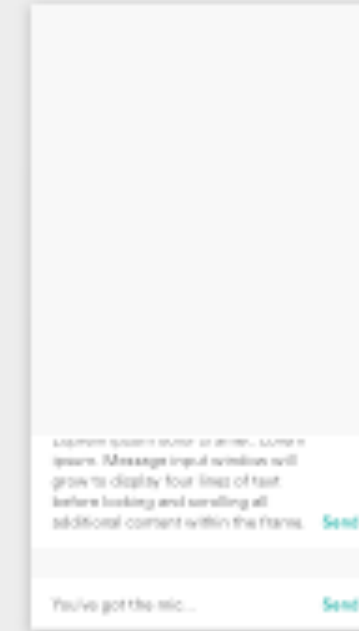 ipsum. Message input window will
grow to display four lines of text
before locking and scrolling all
additional content within the frame. Send
You've got the mic... Send